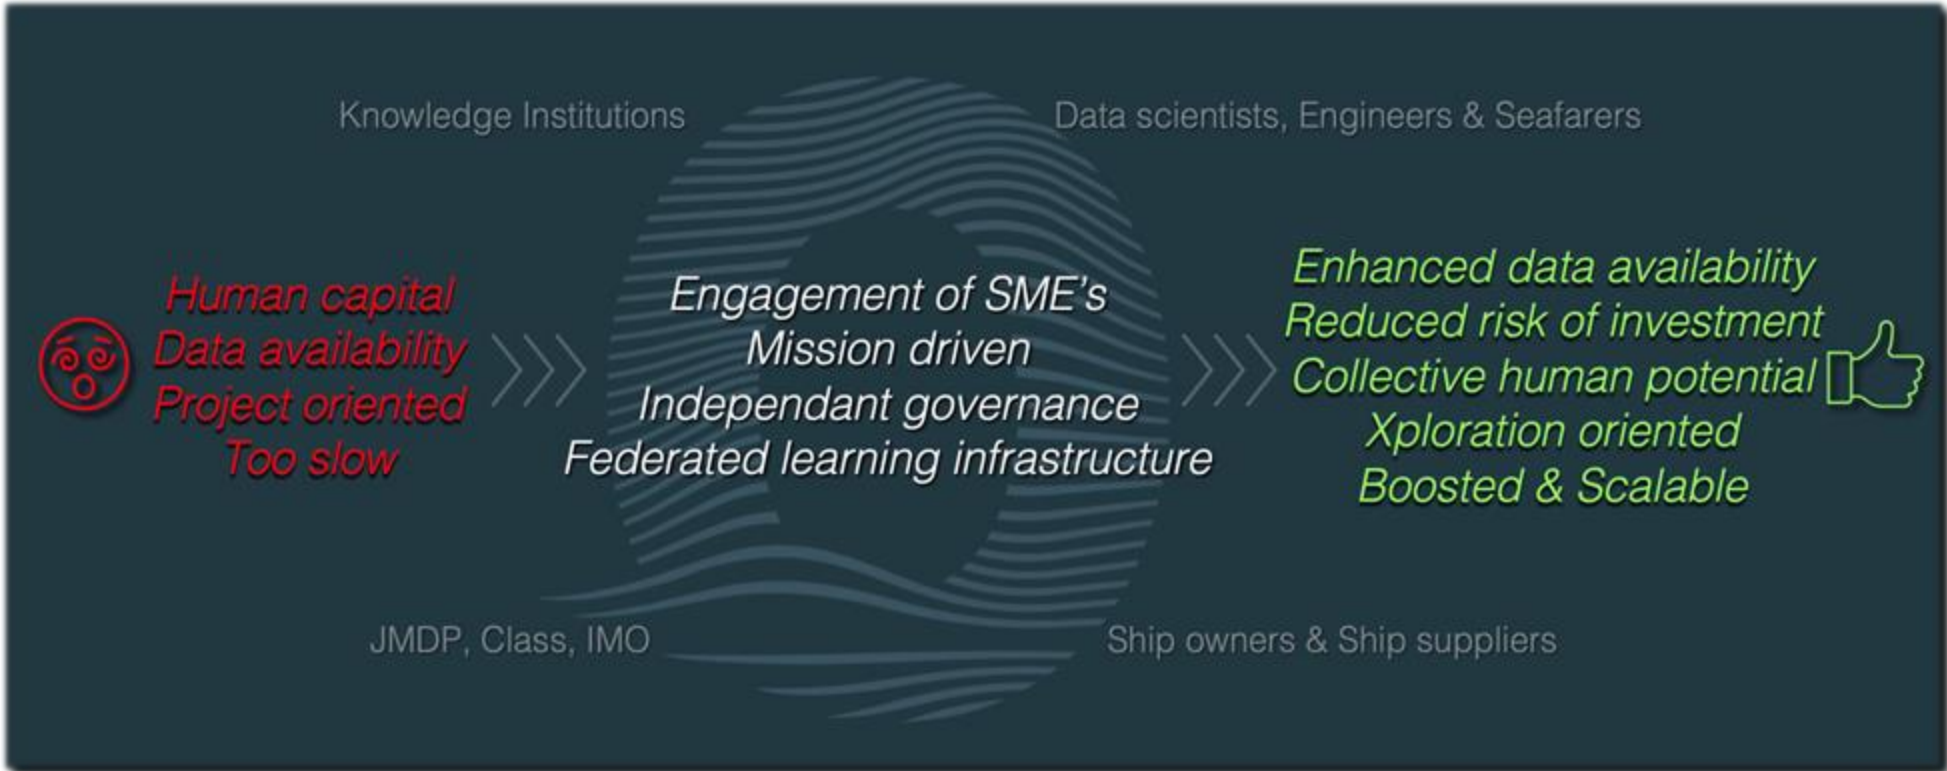 Knowledge Institutions
Data scientists, Engineers & Seafarers
Human capital
Data availability
Project oriented
Too slow
Engagement of SME's
Mission driven
Independant governance
Federated learning infrastructure
Enhanced data availability
Reduced risk of investment
Collective human potential
Xploration oriented
Boosted & Scalable
JMDP, Class, IMO
Ship owners & Ship suppliers